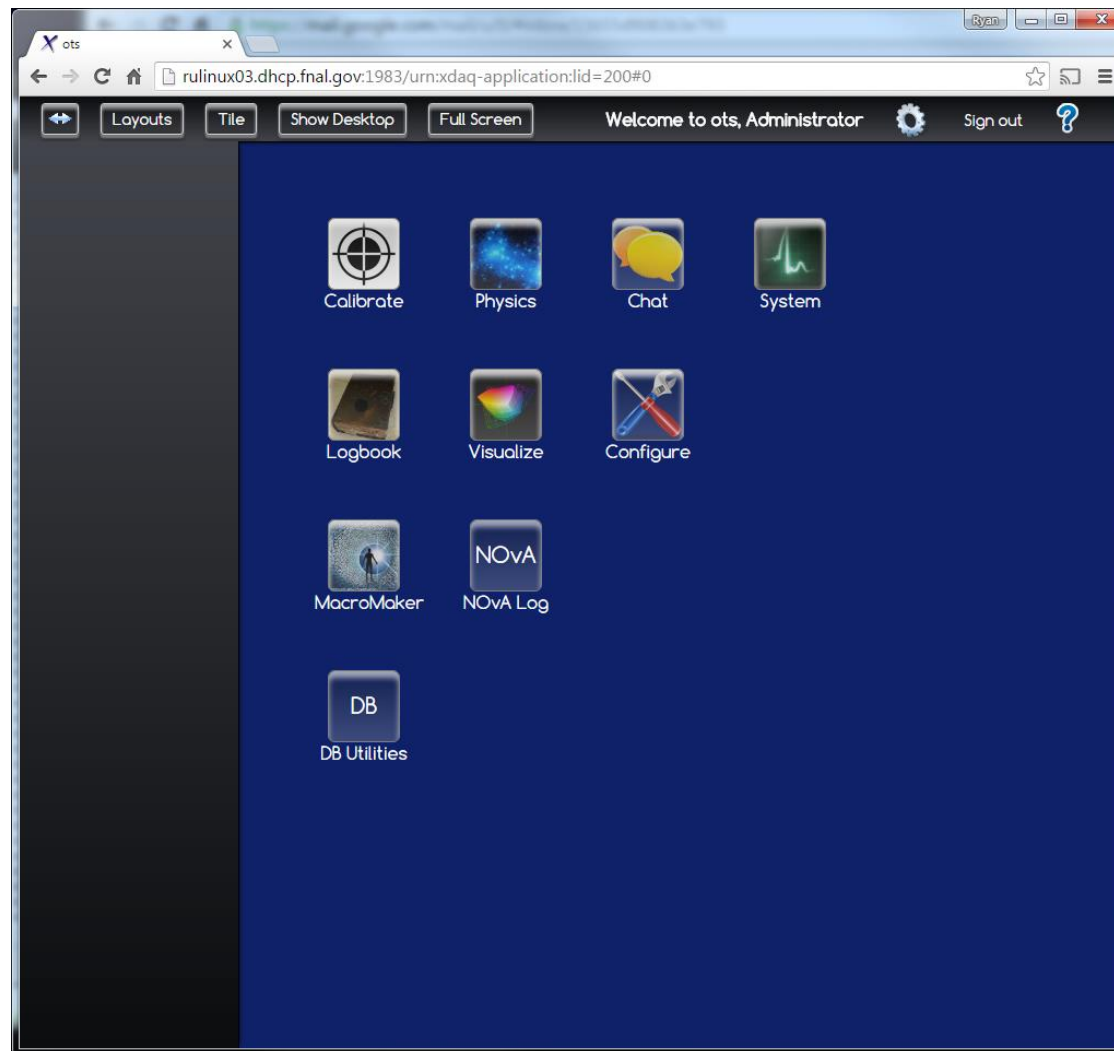 Ryan
ots
rulinux03.dhcp.fnal.gov:1983/urn:xdaq-application:lid=200#0
Layouts Tile Show Desktop Full Screen Welcome to ots, Administrator Sign out
Calibrate Physics Chat System
Logbook Visualize Configure
NOvA
MacroMaker NOvA Log
DB
DB Utilities